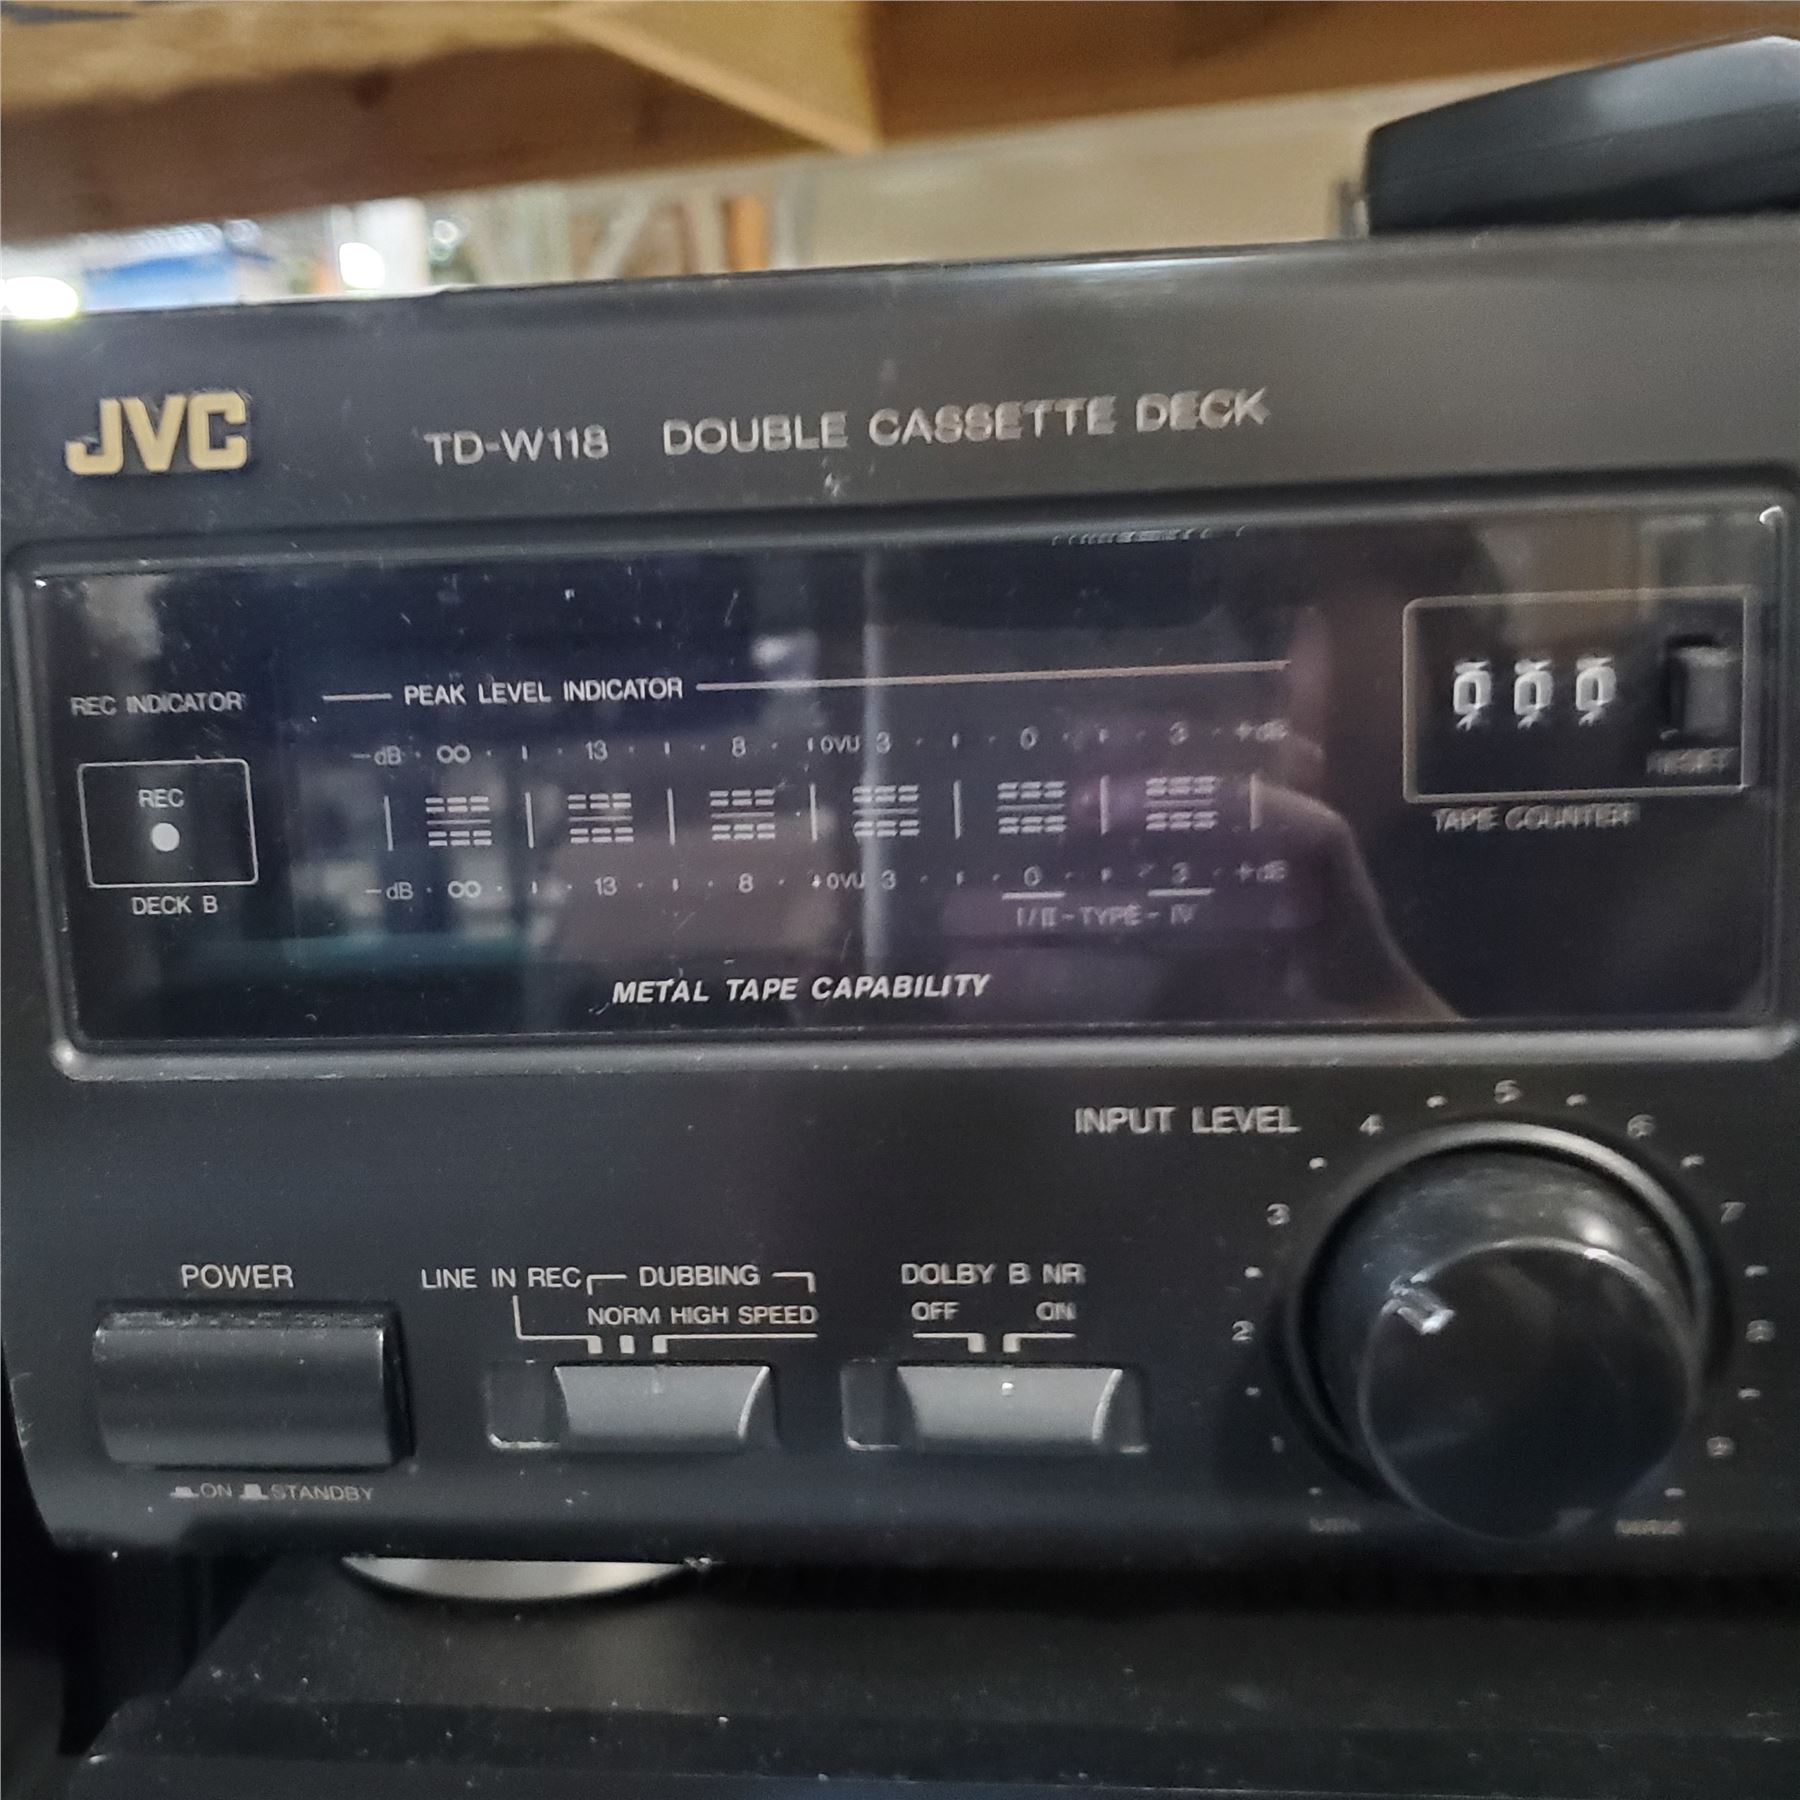 JVC TD-W118 DOUBLE CASSETTE DECK
REC INDICATOR
REC
DECK B
PEAK LEVEL INDICATOR
-dB · ∞ · ı · 13 · ı · 8 · ı 0VU 3 · ı · 0 · ı · 3 · +dB
-dB · ∞ · ı · 13 · ı · 8 · +0VU 3 · ı · 0 · ı · 3 · +dB
I/II-TYPE-IV
METAL TAPE CAPABILITY
000
RESET
TAPE COUNTER
INPUT LEVEL
1 2 3 4 5 6 7 8 9
POWER
ON STANDBY
LINE IN REC DUBBING
NORM HIGH SPEED
DOLBY B NR
OFF ON